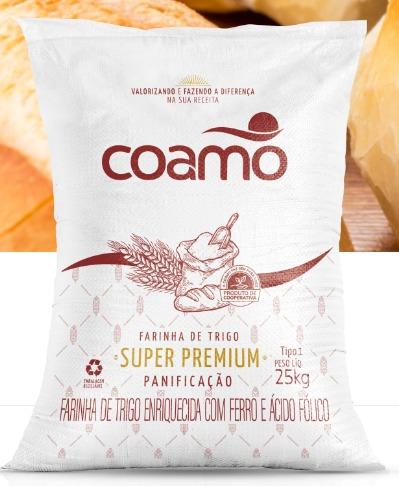 VALORIZANDO E FAZENDO A DIFERENÇA
NA SUA RECEITA
COAMO
PRODUTO DE
COOPERATIVA
FARINHA DE TRIGO
SUPER PREMIUM
PANIFICAÇÃO
Tipo 1
PESO LÍQ.
25kg
EMBALAGEM
RECICLÁVEL
FARINHA DE TRIGO ENRIQUECIDA COM FERRO E ÁCIDO FÓLICO